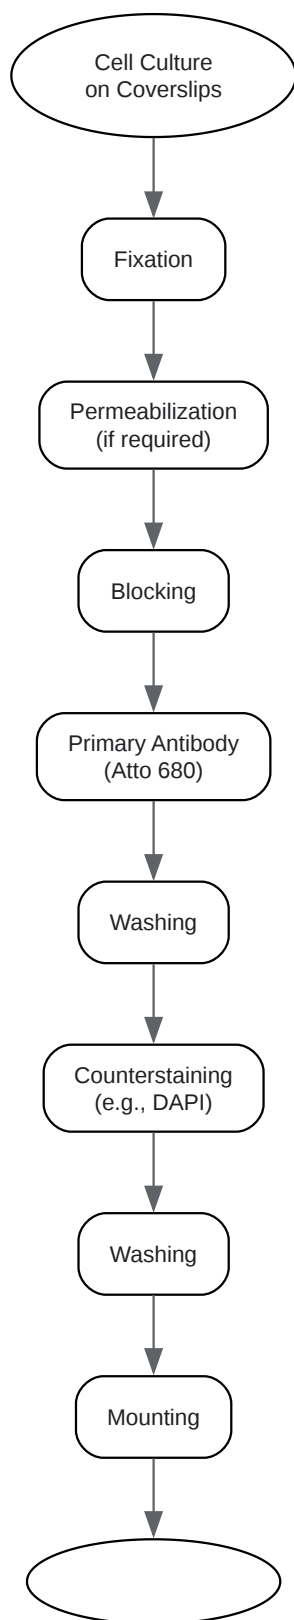 Cell Culture
on Coverslips
Fixation
Permeabilization
(if required)
Blocking
Primary Antibody
(Atto 680)
Washing
Counterstaining
(e.g., DAPI)
Washing
Mounting